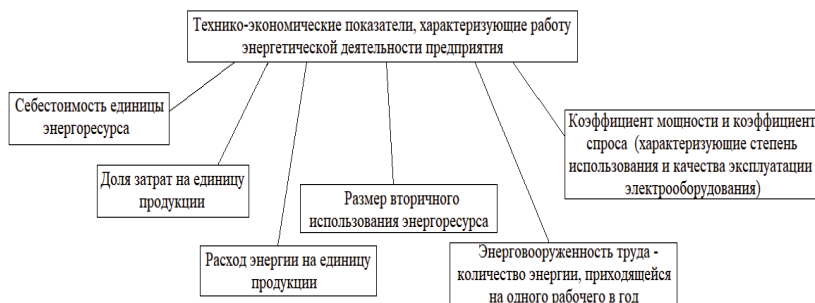 Технико-экономические показатели, характеризующие работу
энергетической деятельности предприятия
Себестоимость единицы
энергоресурса
Коэффициент мощности и коэффициент
спроса (характеризующие степень
использования и качества эксплуатации
электрооборудования)
Доля затрат на единицу
продукции
Размер вторичного
использования энергоресурса
Расход энергии на единицу
продукции
Энерговооруженность труда -
количество энергии, приходящейся
на одного рабочего в год